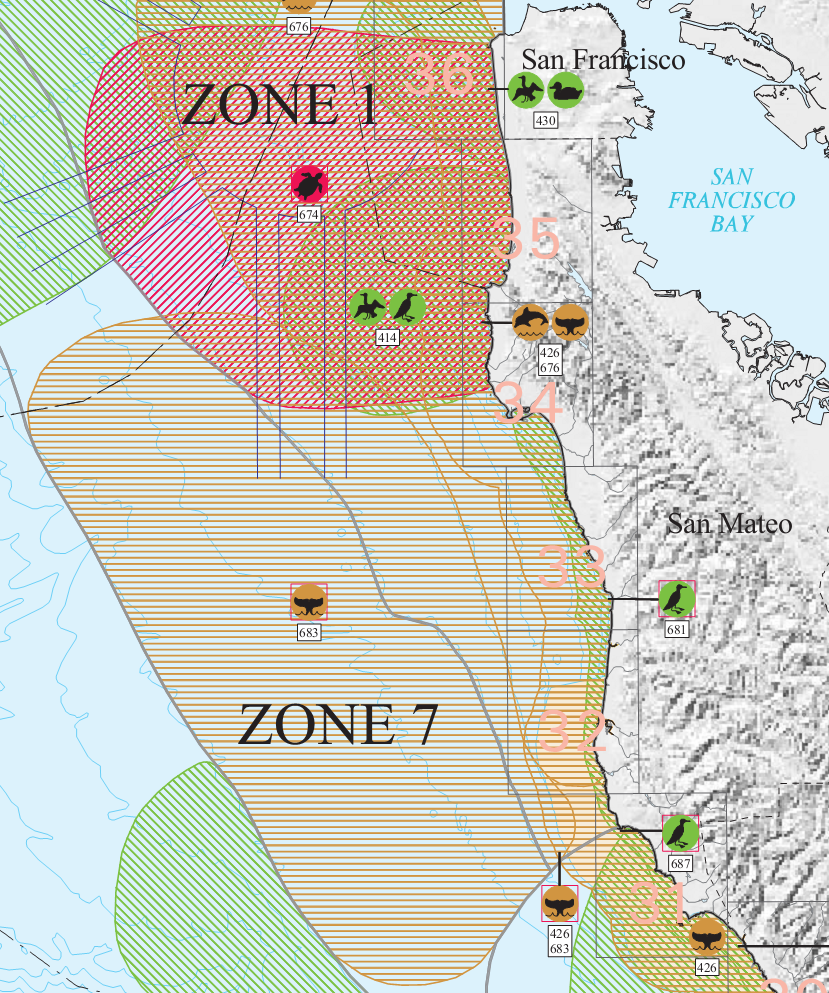 676
36
San Francisco
ZONE 1
430
SAN
FRANCISCO
BAY
674
35
414
426
676
34
San Mateo
33
683
681
ZONE 7
32
687
31
426
683
426